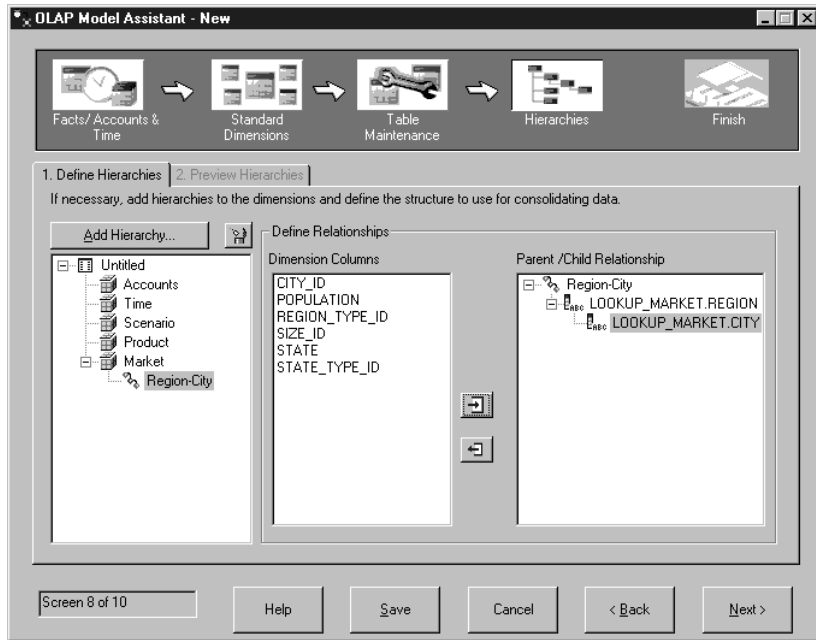 OLAP Model Assistant - New
Facts/Accounts &
Time
Standard
Dimensions
Table
Maintenance
Hierarchies
Finish
1. Define Hierarchies
2. Preview Hierarchies
If necessary, add hierarchies to the dimensions and define the structure to use for consolidating data.
Add Hierarchy...
Untitled
Accounts
Time
Scenario
Product
Market
Region-City
Define Relationships
Dimension Columns
CITY_ID
POPULATION
REGION_TYPE_ID
SIZE_ID
STATE
STATE_TYPE_ID
Parent /Child Relationship
Region-City
ABC LOOKUP_MARKET.REGION
ABC LOOKUP_MARKET.CITY
Screen 8 of 10
Help
Save
Cancel
< Back
Next >